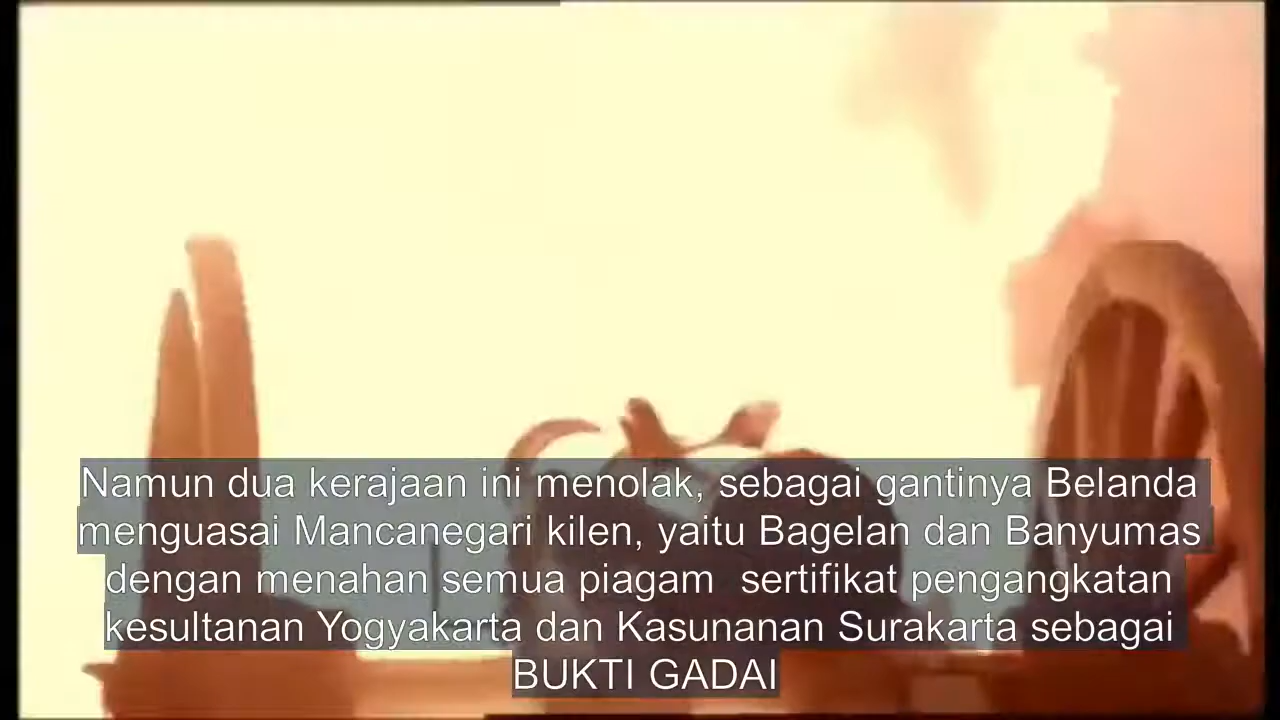 Namun dua kerajaan ini menolak, sebagai gantinya Belanda
menguasai Mancanegari kilen, yaitu Bagelan dan Banyumas
dengan menahan semua piagam  sertifikat pengangkatan
kesultanan Yogyakarta dan Kasunanan Surakarta sebagai
BUKTI GADAI